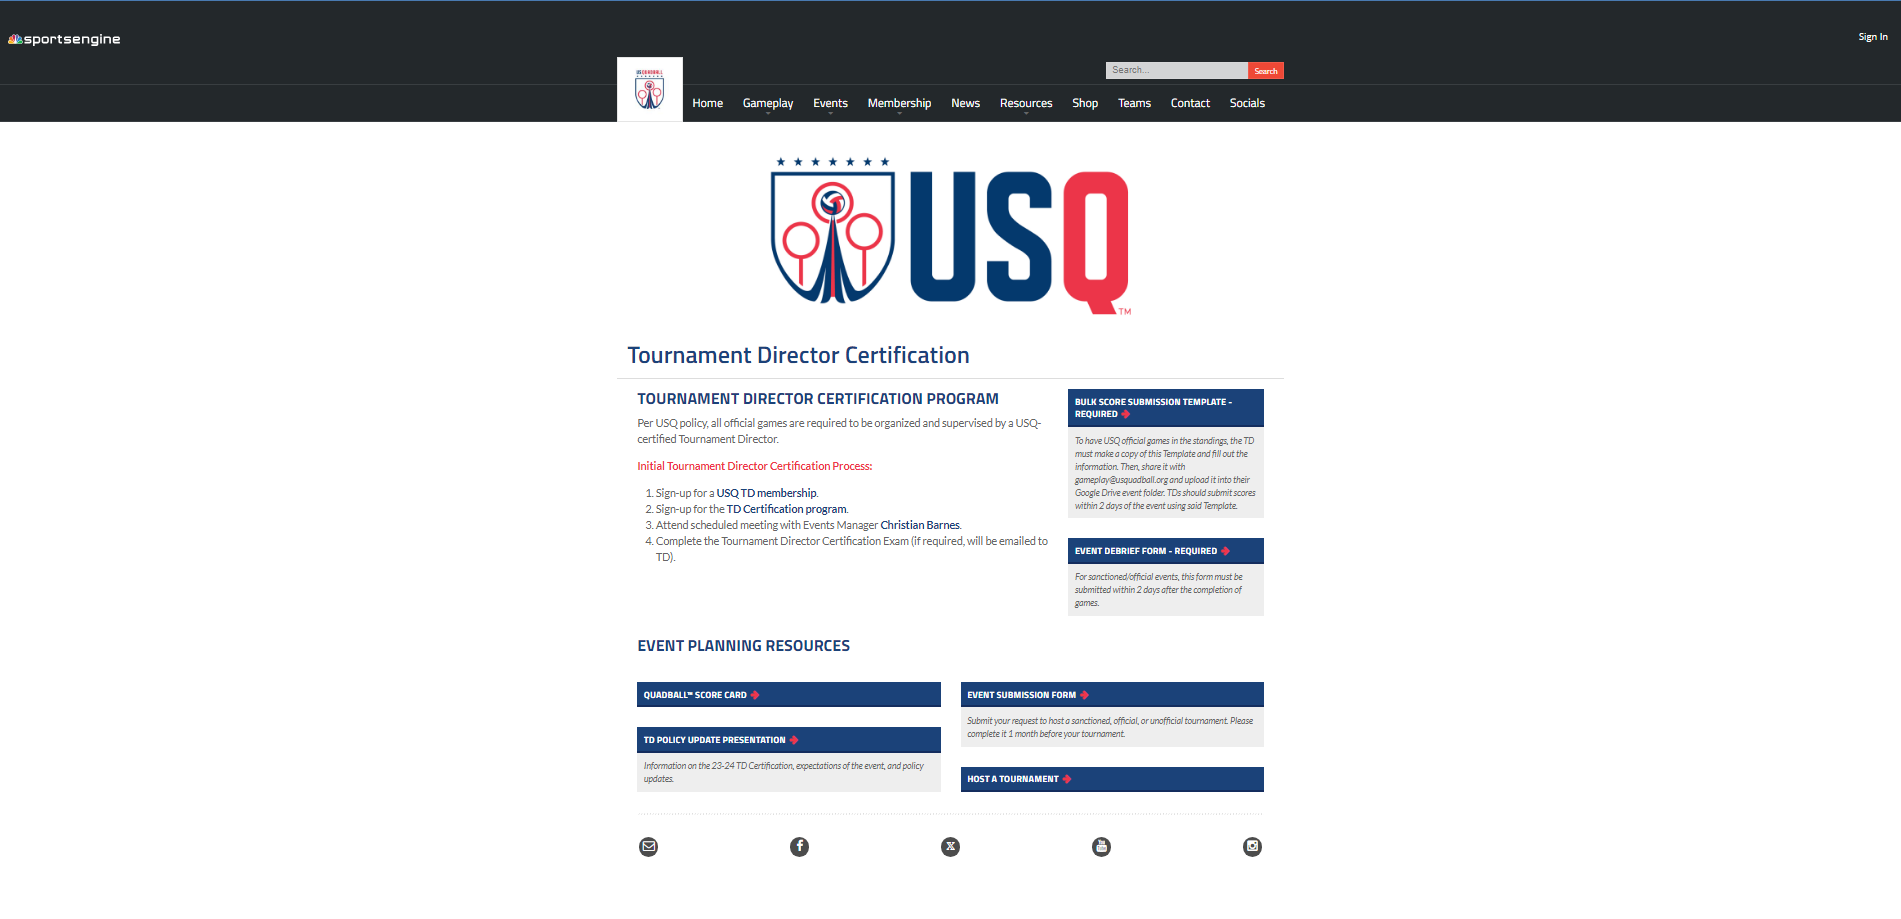 sportsengine
Sign In
US QUADBALL
Search...
Search
Home
Gameplay
Events
Membership
News
Resources
Shop
Teams
Contact
Socials
USQ
TM
Tournament Director Certification
TOURNAMENT DIRECTOR CERTIFICATION PROGRAM
Per USQ policy, all official games are required to be organized and supervised by a USQ-
certified Tournament Director.
Initial Tournament Director Certification Process:
1. Sign-up for a USQ TD membership.
2. Sign-up for the TD Certification program.
3. Attend scheduled meeting with Events Manager Christian Barnes.
4. Complete the Tournament Director Certification Exam (if required, will be emailed to
TD).
BULK SCORE SUBMISSION TEMPLATE -
REQUIRED
To have USQ official games in the standings, the TD
must make a copy of this Template and fill out the
information. Then, share it with
gameplay@usquadball.org and upload it into their
Google Drive event folder. TDs should submit scores
within 2 days of the event using said Template.
EVENT DEBRIEF FORM - REQUIRED
For sanctioned/official events, this form must be
submitted within 2 days after the completion of
games.
EVENT PLANNING RESOURCES
QUADBALL™ SCORE CARD
TD POLICY UPDATE PRESENTATION
Information on the 23-24 TD Certification, expectations of the event, and policy
updates.
EVENT SUBMISSION FORM
Submit your request to host a sanctioned, official, or unofficial tournament. Please
complete it 1 month before your tournament.
HOST A TOURNAMENT